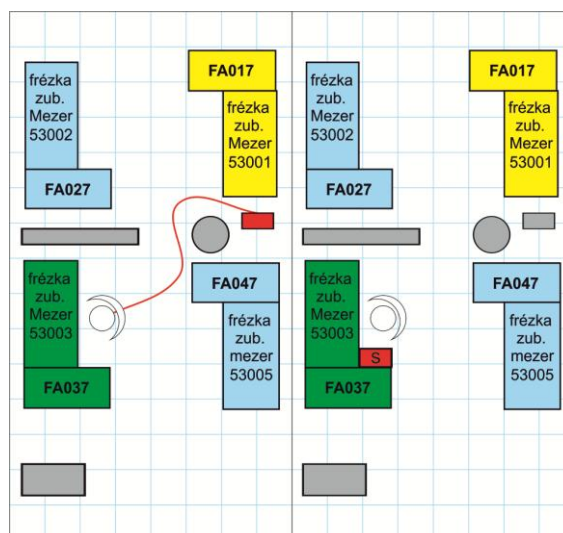 FA017
frézka
zub.
Mezer
53002
frézka
zub.
Mezer
53001
FA027
frézka
zub.
Mezer
53003
FA047
frézka
zub.
mezer
53005
FA037
FA017
frézka
zub.
Mezer
53002
frézka
zub.
Mezer
53001
FA027
frézka
zub.
Mezer
53003
FA047
frézka
zub.
mezer
53005
S
FA037